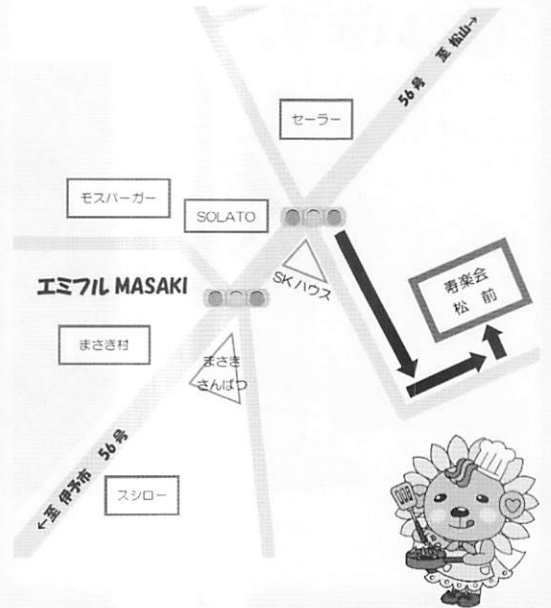 56号 至 松山→
セーラー
モスバーガー
SOLATO
エミフル MASAKI
SKハウス
寿楽会
松 前
まさき村
まさき
さんぱつ
←至 伊予市 56号
スシロー